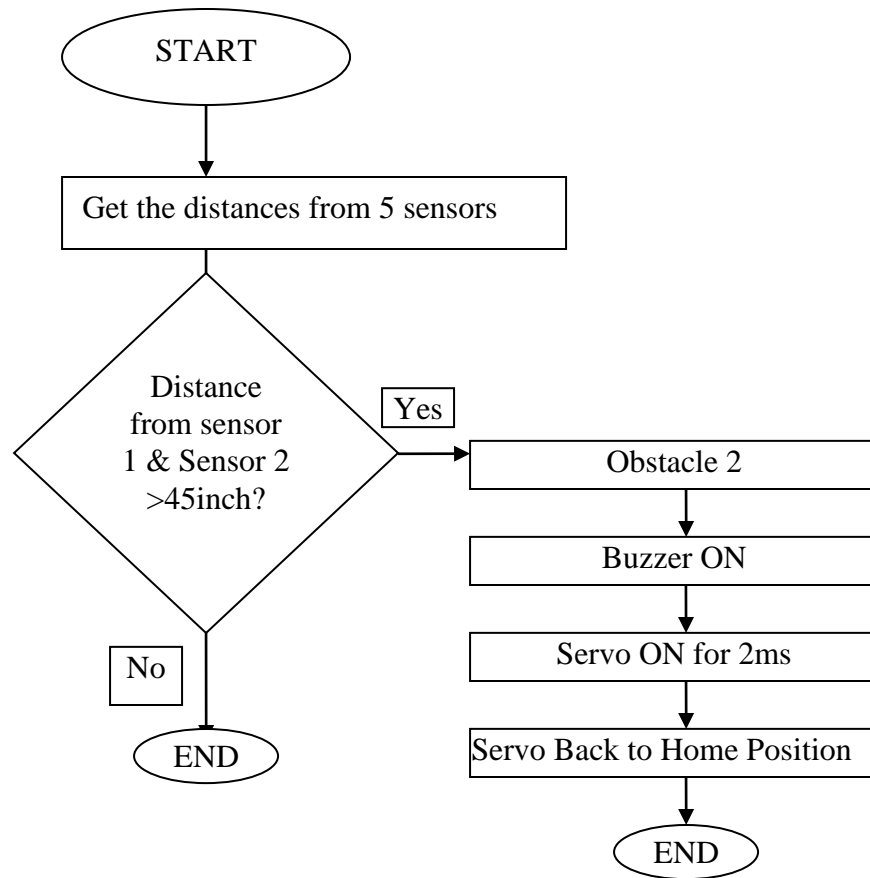 START
Get the distances from 5 sensors
Distance
from sensor
1 & Sensor 2
>45inch?
Yes
Obstacle 2
Buzzer ON
Servo ON for 2ms
No
Servo Back to Home Position
END
END